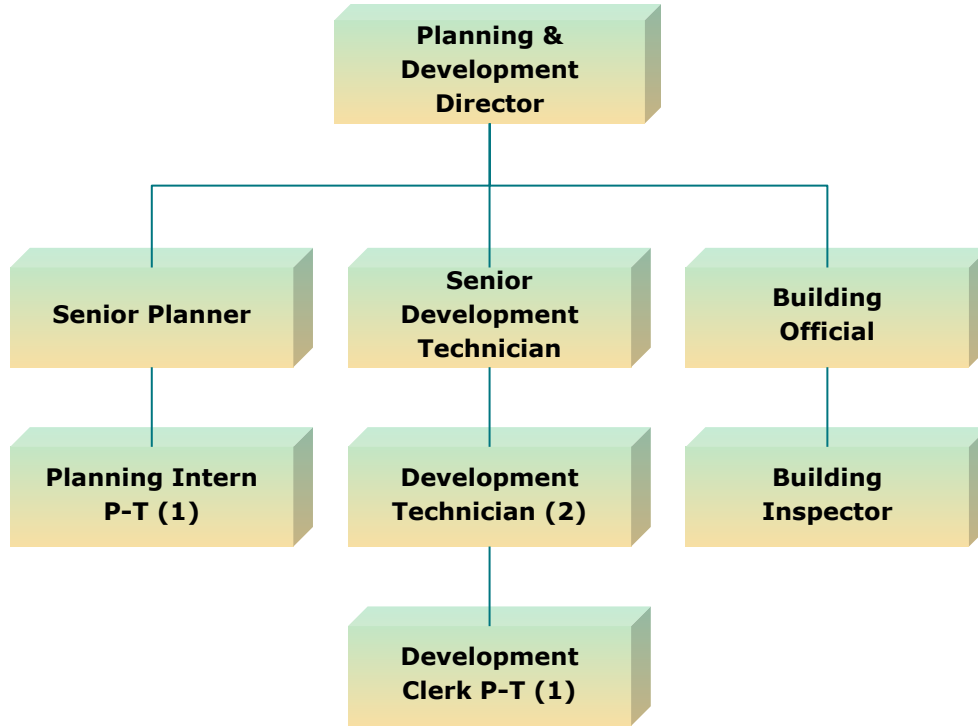 Planning &
Development
Director
Senior Planner
Senior
Development
Technician
Building
Official
Planning Intern
P-T (1)
Development
Technician (2)
Building
Inspector
Development
Clerk P-T (1)